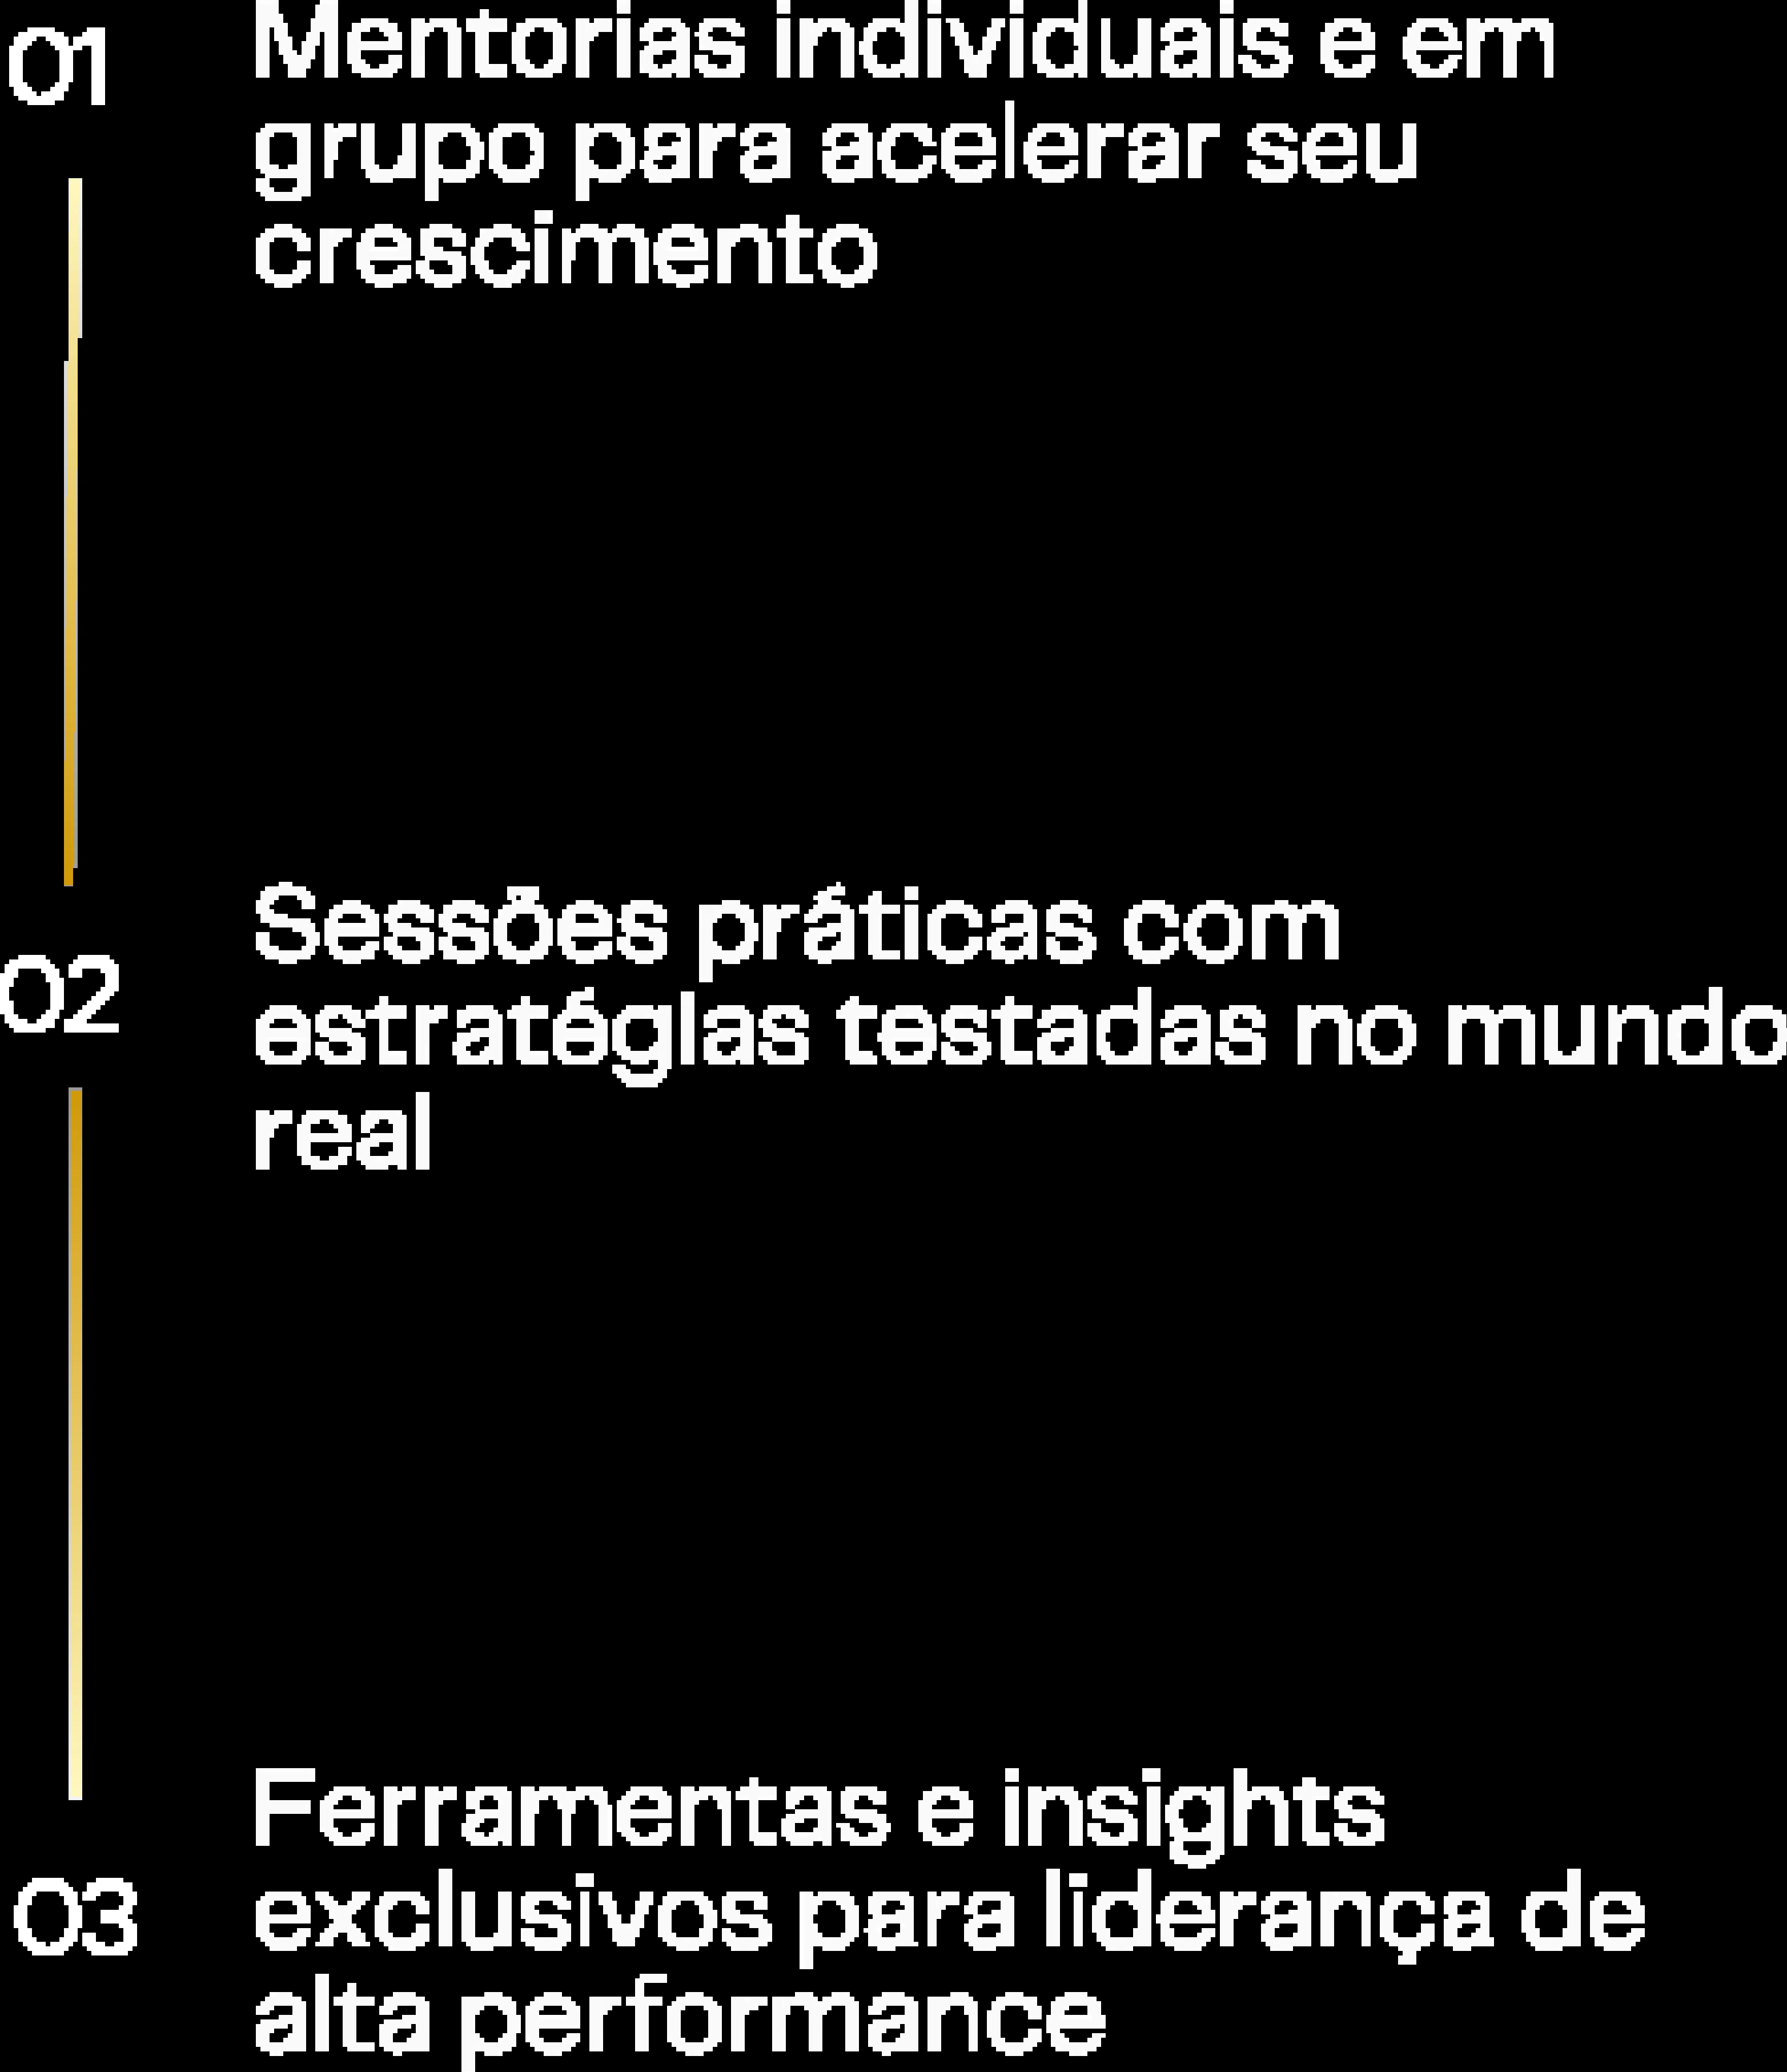 01
Mentorias individuais e em
grupo para acelerar seu
crescimento
02
Sessões práticas com
estratéglas testadas no mundo
real
03
Ferramentas e insights
exclusivos para liderança de
alta performance